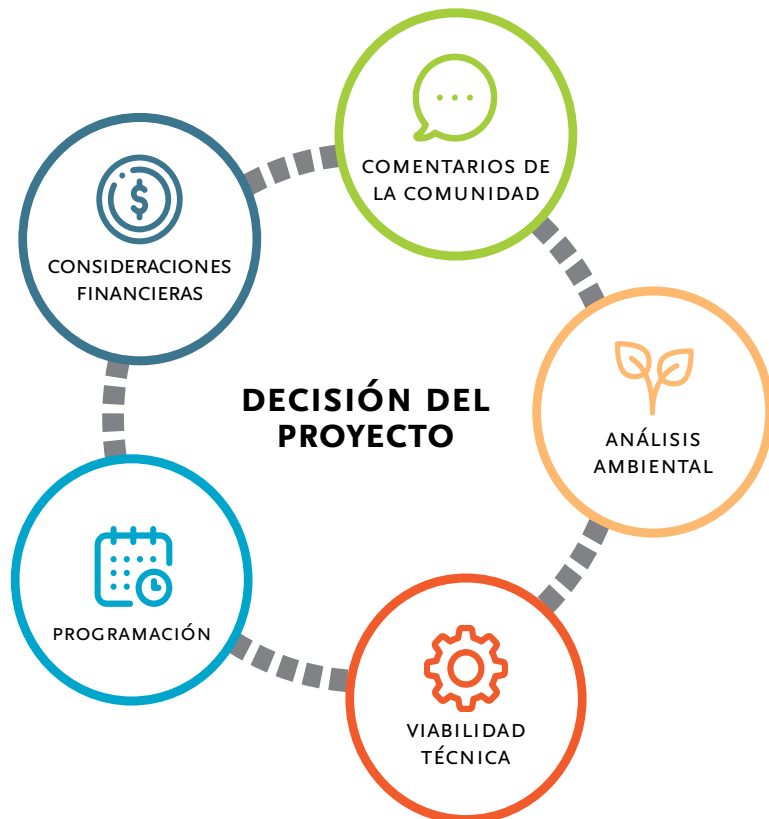 COMENTARIOS DE
LA COMUNIDAD
CONSIDERACIONES
FINANCIERAS
DECISIÓN DEL
PROYECTO
ANÁLISIS
AMBIENTAL
PROGRAMACIÓN
VIABILIDAD
TÉCNICA